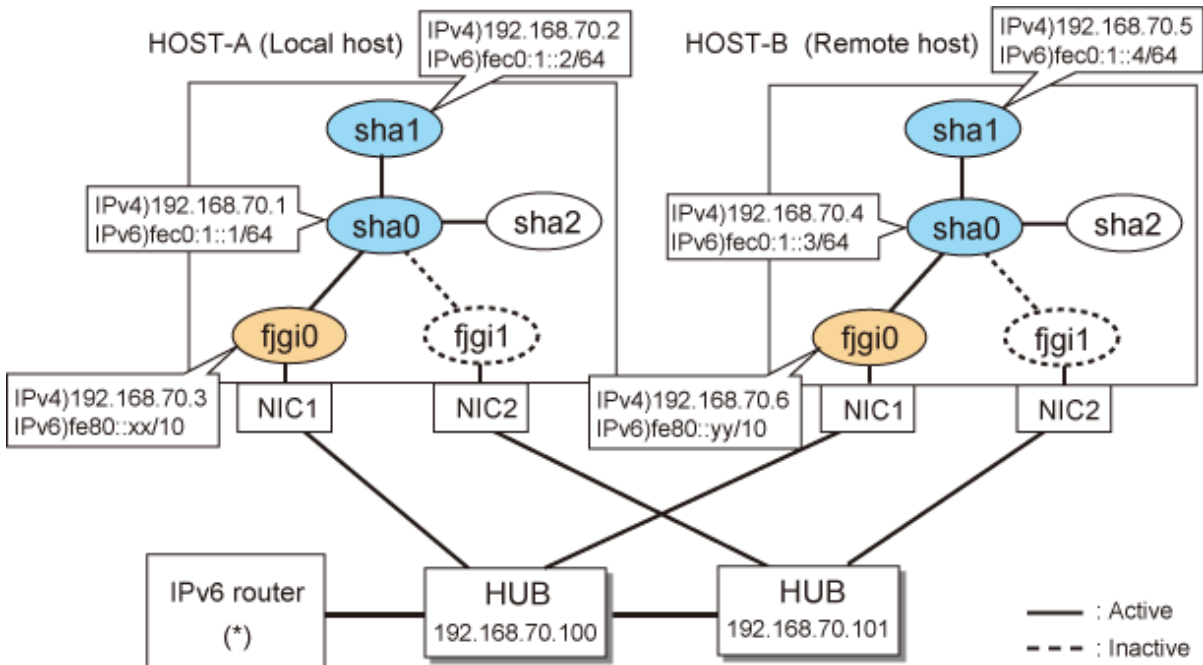 HOST-A (Local host)
IPv4)192.168.70.2
IPv6)fec0:1::2/64
HOST-B (Remote host)
IPv4)192.168.70.5
IPv6)fec0:1::4/64
sha1
sha1
IPv4)192.168.70.1
IPv6)fec0:1::1/64
sha0
sha2
IPv4)192.168.70.4
IPv6)fec0:1::3/64
sha0
sha2
fjgi0
fjgi1
fjgi0
fjgi1
IPv4)192.168.70.3
IPv6)fe80::xx/10
NIC1
NIC2
IPv4)192.168.70.6
IPv6)fe80::yy/10
NIC1
NIC2
IPv6 router
(*)
HUB
192.168.70.100
HUB
192.168.70.101
: Active
: Inactive